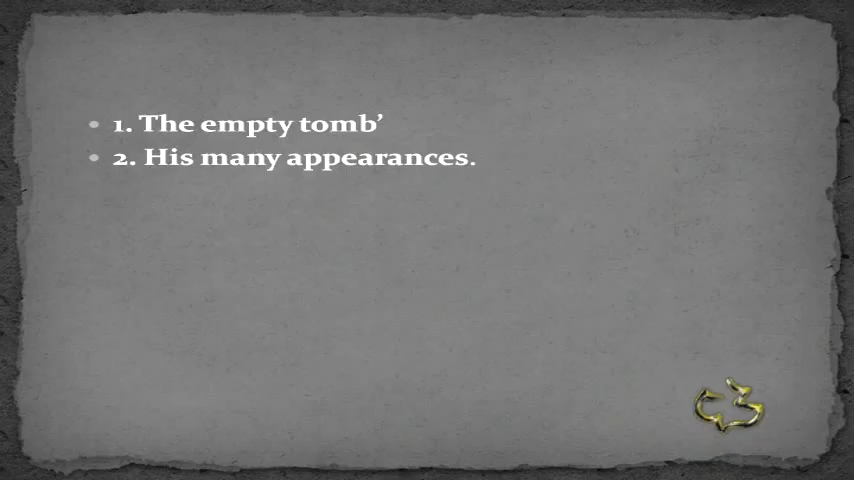 • 1. The empty tomb’
• 2. His many appearances.